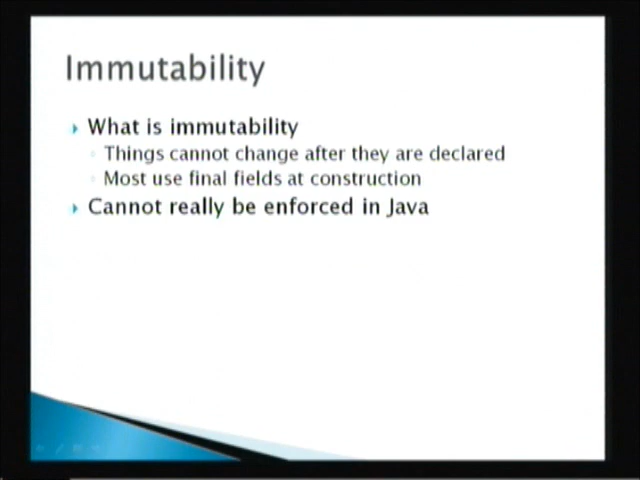 Immutability
What is immutability
Things cannot change after they are declared
Most use final fields at construction
Cannot really be enforced in Java